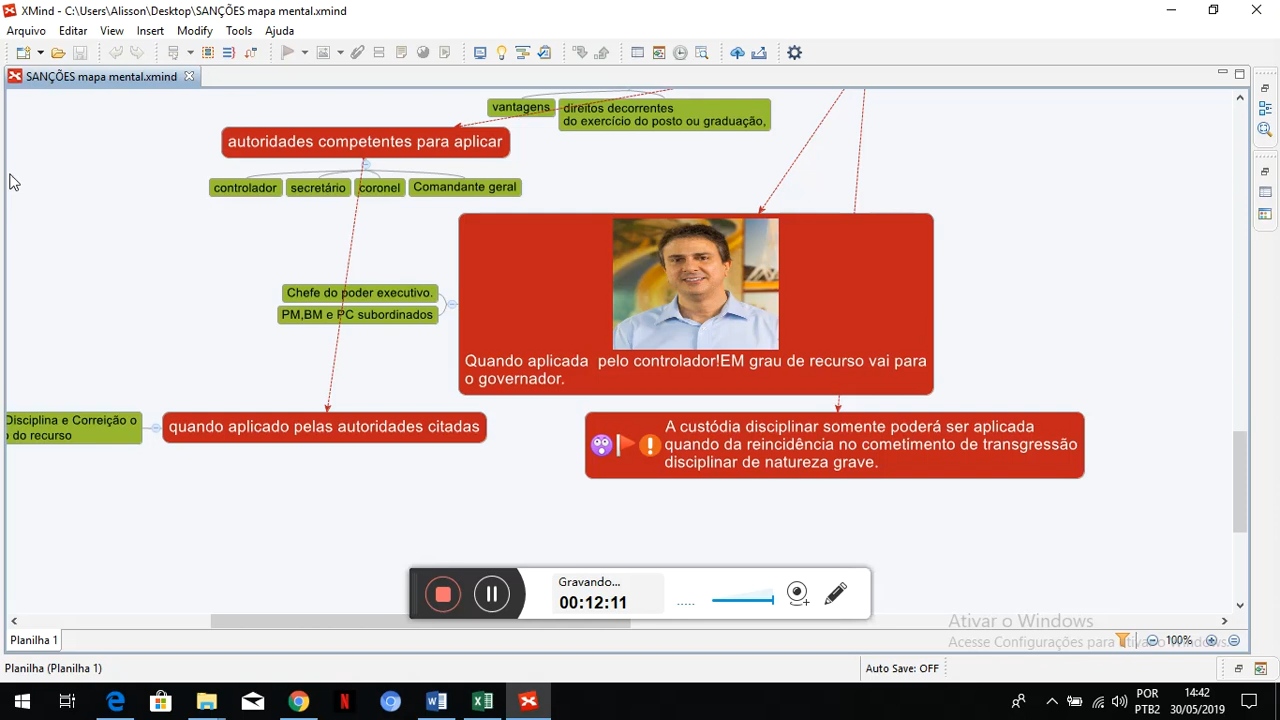 XMind - C:\Users\Alisson\Desktop\SANÇÕES mapa mental.xmind
Arquivo Editar View Insert Modify Tools Ajuda
SANÇÕES mapa mental.xmind
vantagens
direitos decorrentes
do exercício do posto ou graduação,
autoridades competentes para aplicar
controlador secretário coronel Comandante geral
Chefe do poder executivo.
PM,BM e PC subordinados
Quando aplicada pelo controlador!EM grau de recurso vai para
o governador.
Disciplina e Correição o
o do recurso
quando aplicado pelas autoridades citadas
A custódia disciplinar somente poderá ser aplicada
quando da reincidência no cometimento de transgressão
disciplinar de natureza grave.
Gravando...
00:12:11
Ativar o Windows
Acesse Configurações para ativar o Windows.
Planilha 1
100%
Planilha (Planilha 1)
Auto Save: OFF
POR
PTB2
14:42
30/05/2019